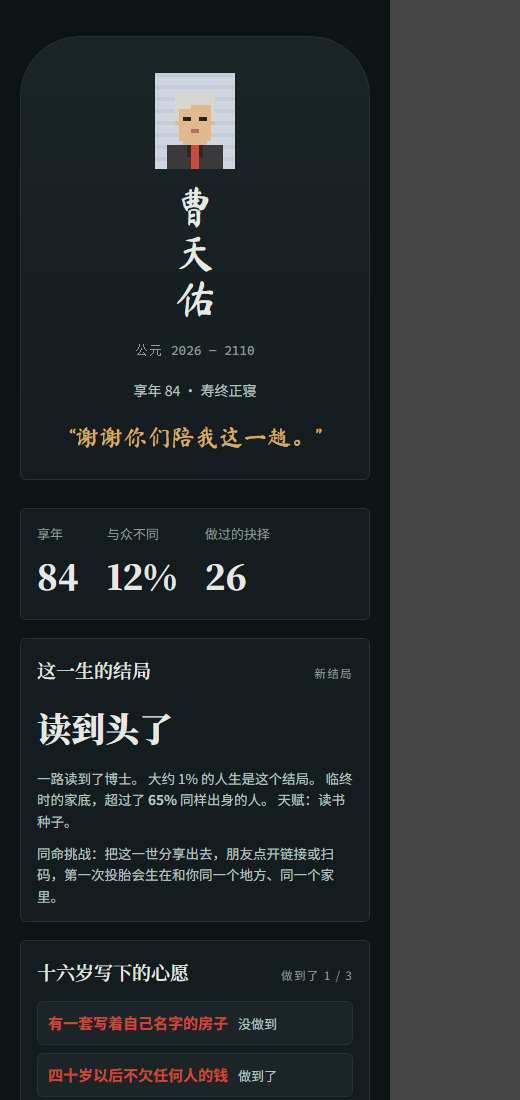 曹天佑
公元 2026 — 2110
享年 84 · 寿终正寝
“谢谢你们陪我这一趟。”
享年 与众不同 做过的抉择
84 12% 26
这一生的结局 新结局
读到头了
一路读到了博士。 大约 1% 的人生是这个结局。 临终
时的家底，超过了 65% 同样出身的人。 天赋：读书
种子。
同命挑战：把这一世分享出去，朋友点开链接或扫
码，第一次投胎会生在和你同一个地方、同一个家
里。
十六岁写下的心愿 做到了 1 / 3
有一套写着自己名字的房子 没做到
四十岁以后不欠任何人的钱 做到了